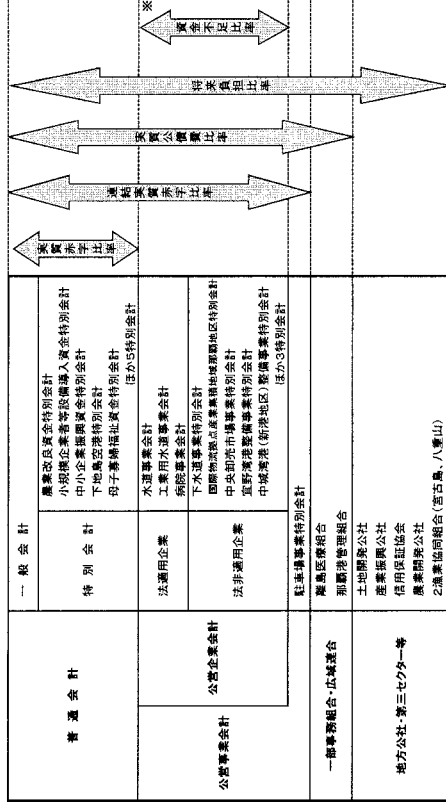 普通会計
一般会計
特別会計
農業改良資金特別会計
小規模企業者等設備導入資金特別会計
中小企業振興資金特別会計
下地島空港特別会計
母子寡婦福祉資金特別会計
ほか5特別会計
公営事業会計
公営企業会計
法適用企業
水道事業会計
工業用水道事業会計
病院事業会計
法非適用企業
下水道事業特別会計
国際物流拠点産業集積地域那覇地区特別会計
中央卸売市場事業特別会計
宜野湾港整備事業特別会計
中城湾港(新港地区)整備事業特別会計
ほか3特別会計
駐車場事業特別会計
一部事務組合・広域連合
離島医療組合
那覇港管理組合
地方公社・第三セクター等
土地開発公社
産業振興公社
信用保証協会
農業開発公社
2漁業協同組合(宮古島、八重山)
実質赤字比率
連結実質赤字比率
実質公債費比率
将来負担比率
資金不足比率
※